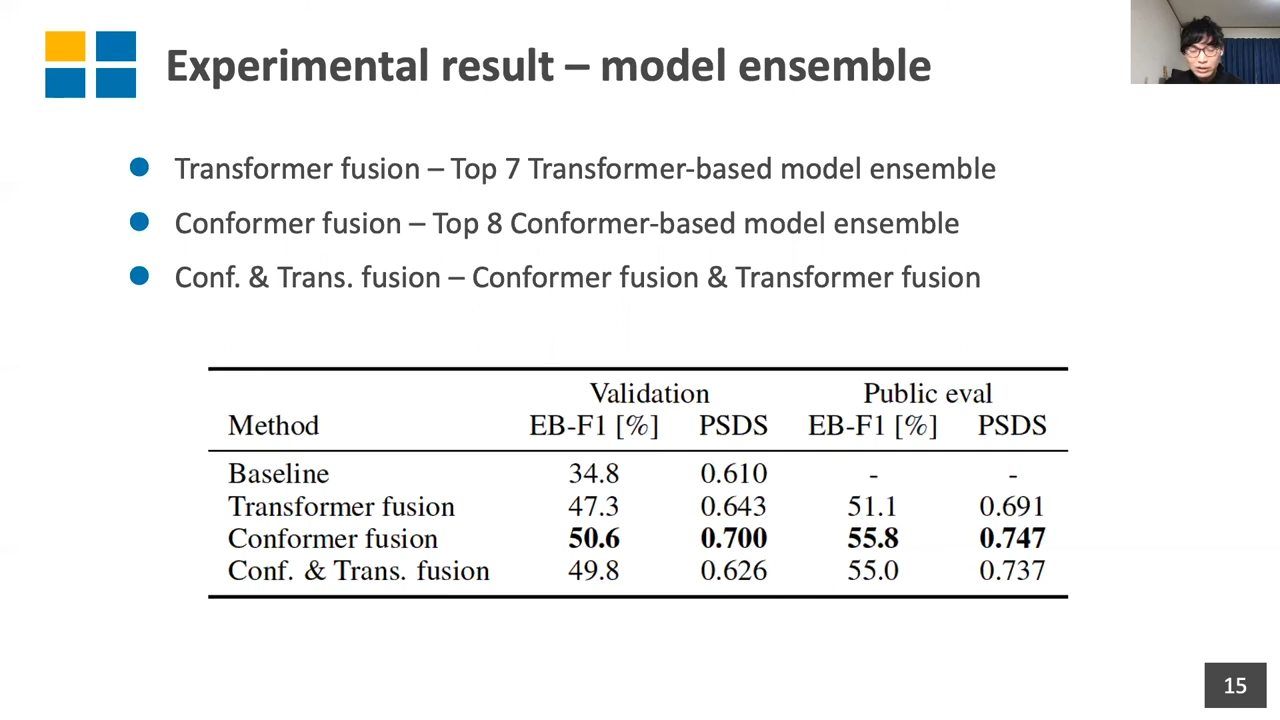 Experimental result – model ensemble
Transformer fusion – Top 7 Transformer-based model ensemble
Conformer fusion – Top 8 Conformer-based model ensemble
Conf. & Trans. fusion – Conformer fusion & Transformer fusion
Validation Public eval
Method EB-F1 [%] PSDS EB-F1 [%] PSDS
Baseline 34.8 0.610 - -
Transformer fusion 47.3 0.643 51.1 0.691
Conformer fusion 50.6 0.700 55.8 0.747
Conf. & Trans. fusion 49.8 0.626 55.0 0.737
15